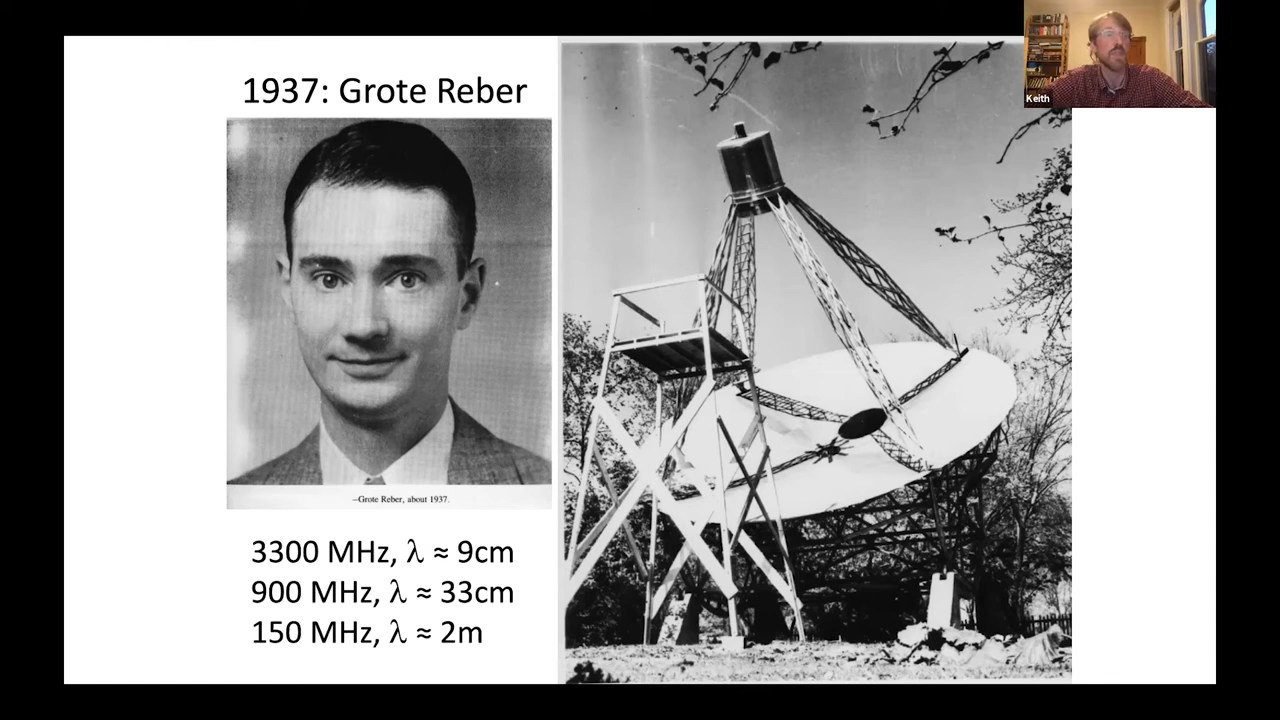 1937: Grote Reber
—Grote Reber, about 1937.
3300 MHz, λ ≈ 9cm
900 MHz, λ ≈ 33cm
150 MHz, λ ≈ 2m
Keith